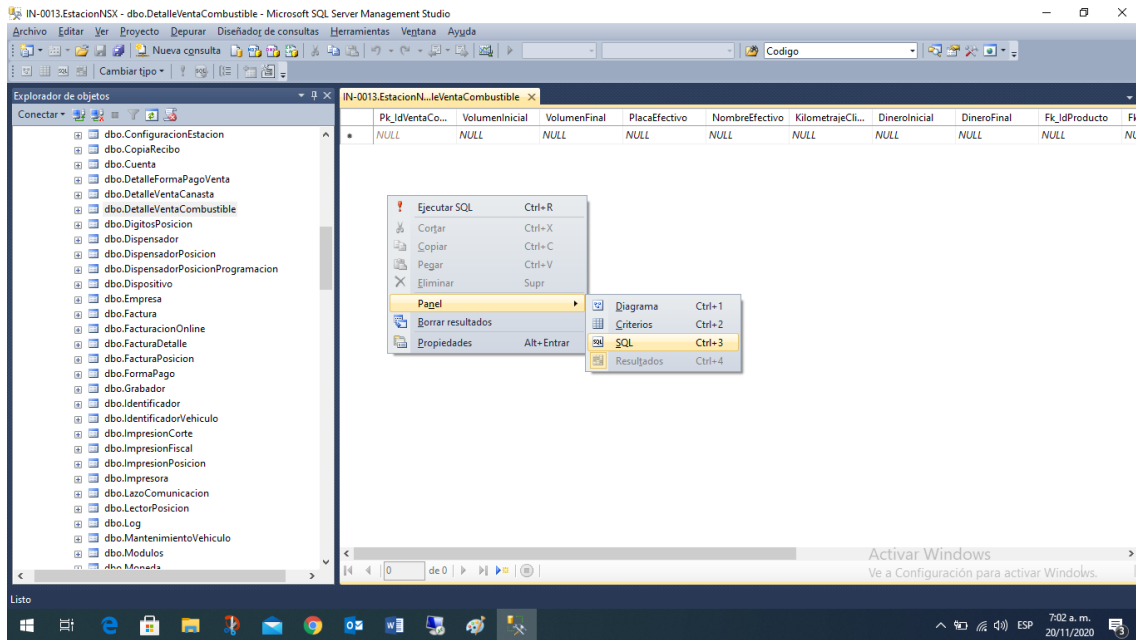 IN-0013.EstacionNSX - dbo.DetalleVentaCombustible - Microsoft SQL Server Management Studio
Archivo Editar Ver Proyecto Depurar Diseñador de consultas Herramientas Ventana Ayuda
Nueva consulta Codigo
Cambiar tipo
Explorador de objetos
Conectar
dbo.ConfiguracionEstacion
dbo.CopiaRecibo
dbo.Cuenta
dbo.DetalleFormaPagoVenta
dbo.DetalleVentaCanasta
dbo.DetalleVentaCombustible
dbo.DigitosPosicion
dbo.Dispensador
dbo.DispensadorPosicion
dbo.DispensadorPosicionProgramacion
dbo.Dispositivo
dbo.Empresa
dbo.Factura
dbo.FacturacionOnline
dbo.FacturaDetalle
dbo.FacturaPosicion
dbo.FormaPago
dbo.Grabador
dbo.Identificador
dbo.IdentificadorVehiculo
dbo.ImpresionCorte
dbo.ImpresionFiscal
dbo.ImpresionPosicion
dbo.Impresora
dbo.LazoComunicacion
dbo.LectorPosicion
dbo.Log
dbo.MantenimientoVehiculo
dbo.Modulos
dbo.Moneda
IN-0013.EstacionN...leVentaCombustible
Pk_IdVentaCo... VolumenInicial VolumenFinal PlacaEfectivo NombreEfectivo KilometrajeCli... DineroInicial DineroFinal Fk_IdProducto Fk
NULL NULL NULL NULL NULL NULL NULL NULL NULL NU
Ejecutar SQL Ctrl+R
Cortar Ctrl+X
Copiar Ctrl+C
Pegar Ctrl+V
Eliminar Supr
Panel
Borrar resultados
Propiedades Alt+Entrar
Diagrama Ctrl+1
Criterios Ctrl+2
SQL Ctrl+3
Resultados Ctrl+4
0 de 0
Activar Windows
Ve a Configuración para activar Windows.
Listo
ESP
7:02 a. m.
20/11/2020
3